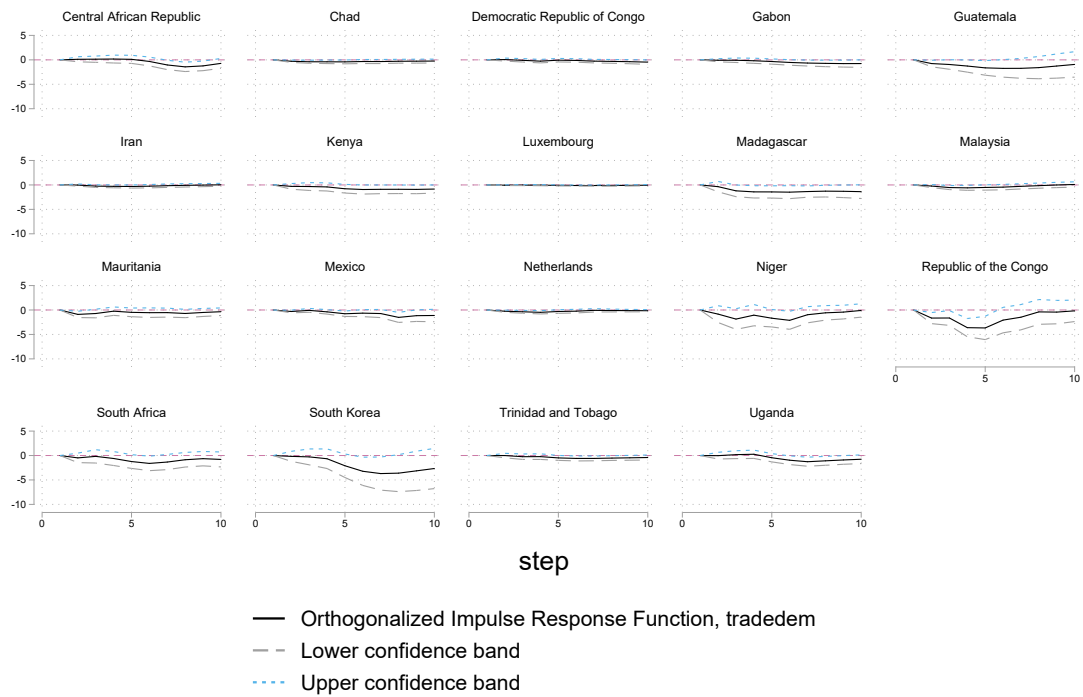 Central African Republic
Chad
Democratic Republic of Congo
Gabon
Guatemala
5
0
-5
-10
Iran
Kenya
Luxembourg
Madagascar
Malaysia
5
0
-5
-10
Mauritania
Mexico
Netherlands
Niger
Republic of the Congo
5
0
-5
-10
0 5 10
South Africa
South Korea
Trinidad and Tobago
Uganda
5
0
-5
-10
0 5 10
0 5 10
0 5 10
0 5 10
step
Orthogonalized Impulse Response Function, tradedem
Lower confidence band
Upper confidence band